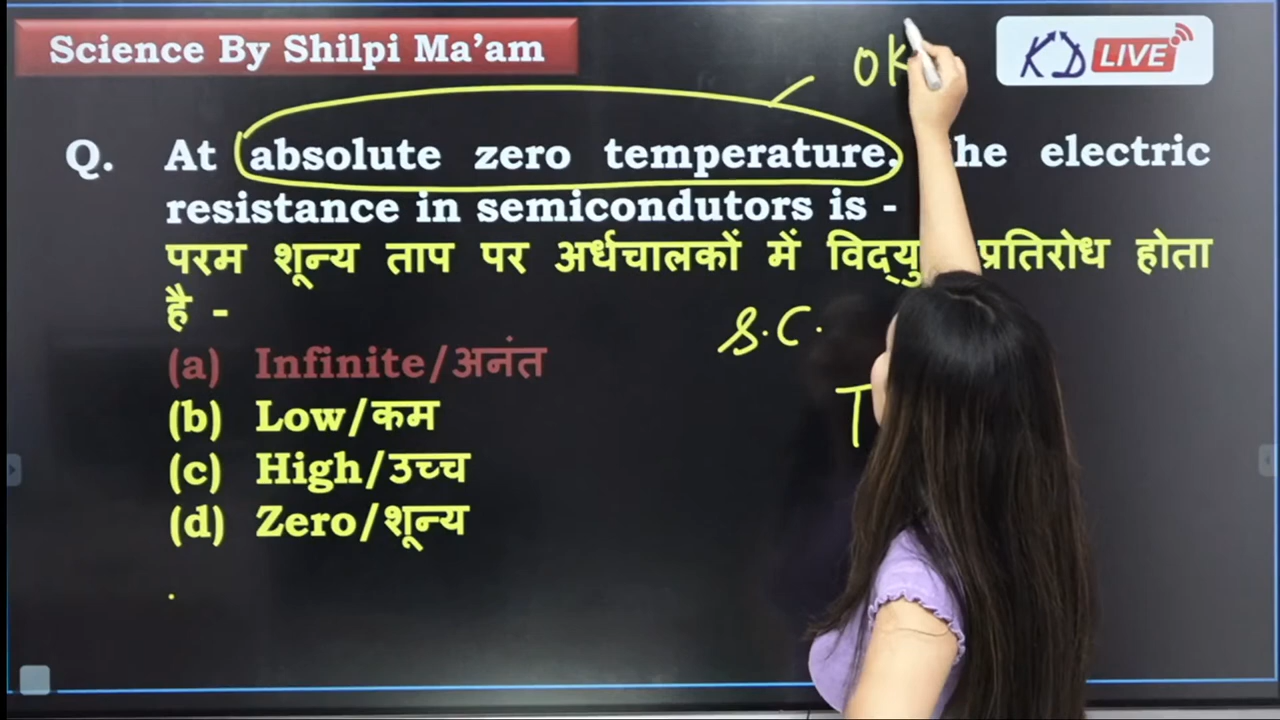 Science By Shilpi Ma’am
KD LIVE
OK
Q. At absolute zero temperature, the electric
resistance in semicondutors is -
परम शून्य ताप पर अर्धचालकों में प्रतिरोध होता
है -
S.C.
(a) Infinite/अनंत
T
(b) Low/कम
(c) High/उच्च
(d) Zero/शून्य